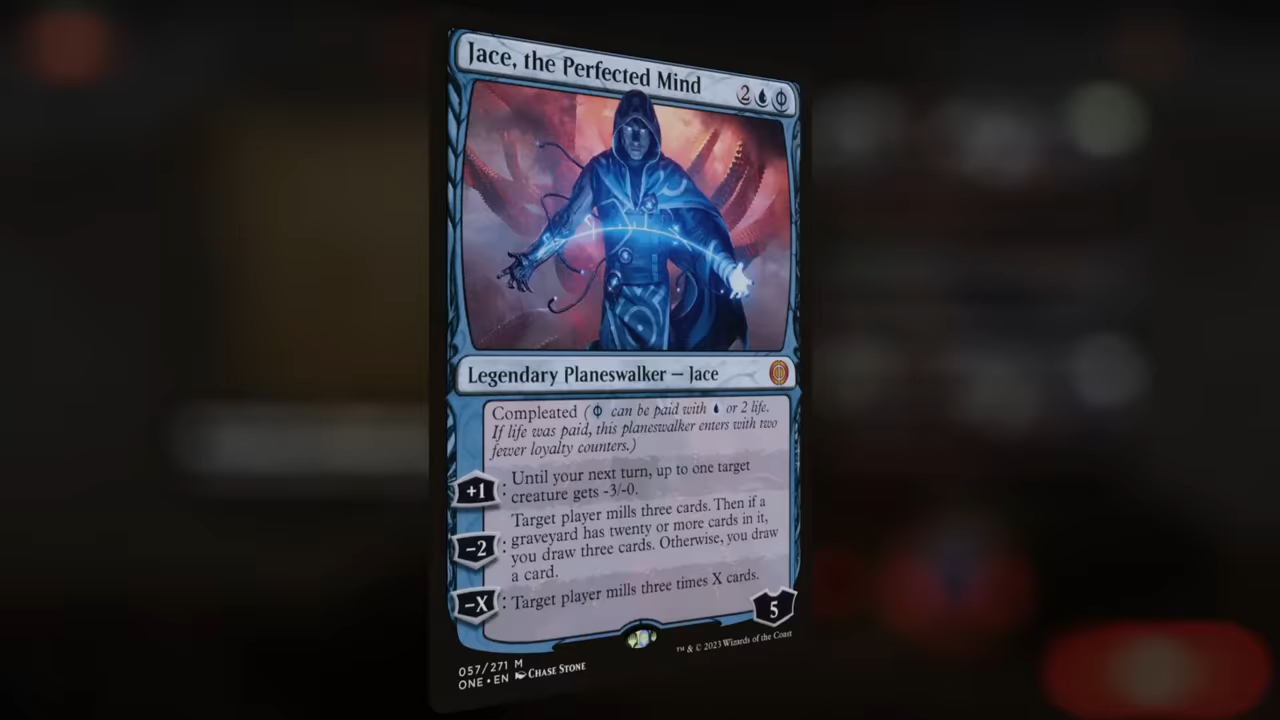 Jace, the Perfected Mind
2
Legendary Planeswalker — Jace
Compleated ( can be paid with or 2 life.
If life was paid, this planeswalker enters with two
fewer loyalty counters.)
+1 : Until your next turn, up to one target
creature gets -3/-0.
Target player mills three cards. Then if a
−2 : graveyard has twenty or more cards in it,
you draw three cards. Otherwise, you draw
a card.
−X : Target player mills three times X cards.
5
057/271 M
ONE • EN Chase Stone
™ & © 2023 Wizards of the Coast